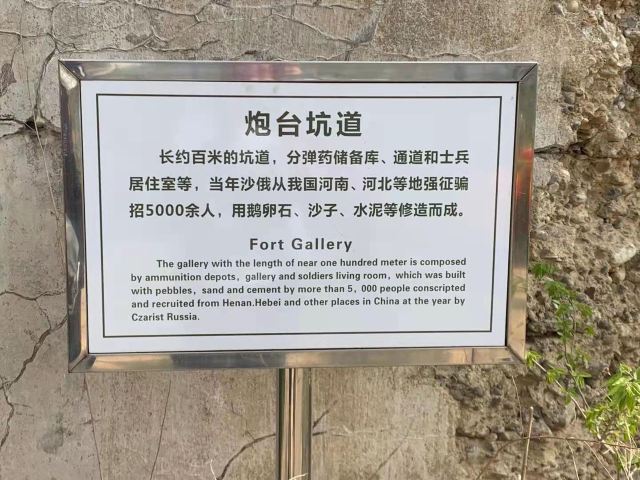 炮台坑道
长约百米的坑道，分弹药储备库、通道和士兵
居住室等，当年沙俄从我国河南、河北等地强征骗
招5000余人，用鹅卵石、沙子、水泥等修造而成。
Fort Gallery
The gallery with the length of near one hundred meter is composed
by ammunition depots, gallery and soldiers living room, which was built
with pebbles, sand and cement by more than 5, 000 people conscripted
and recruited from Henan.Hebei and other places in China at the year by
Czarist Russia.